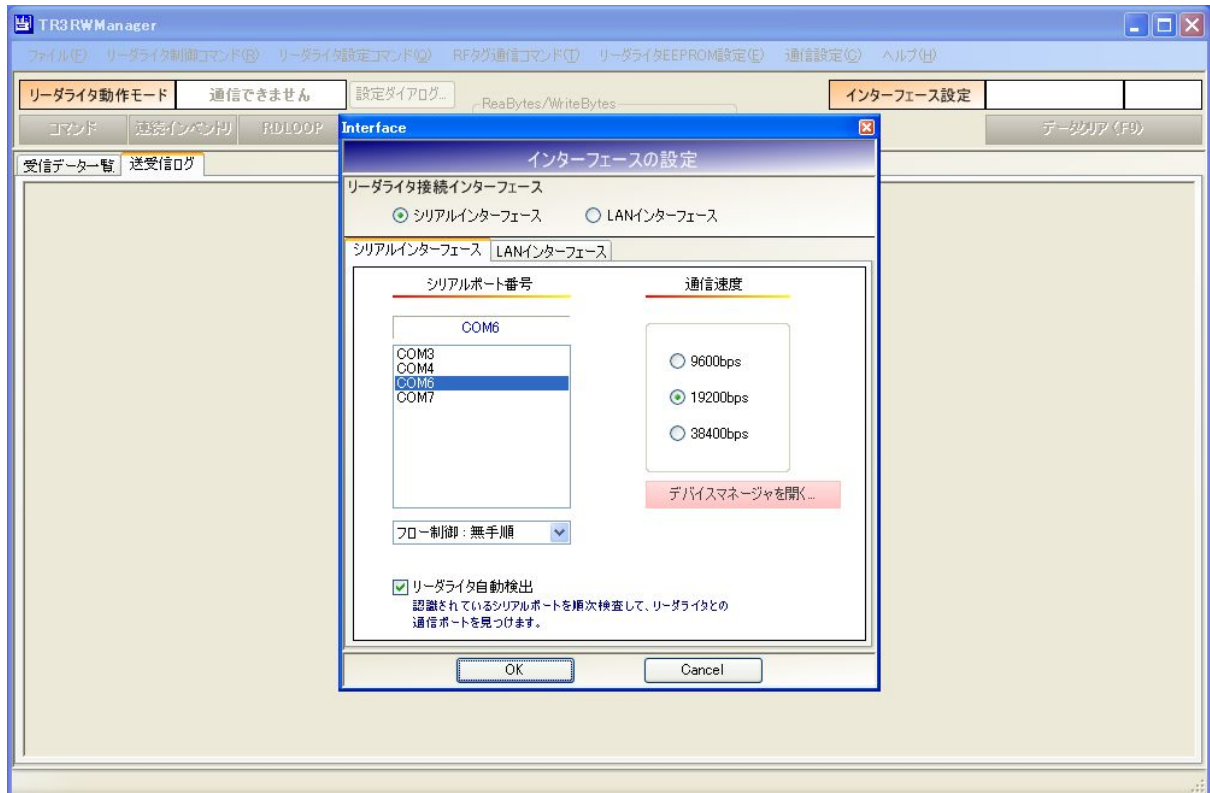 TR3RWManager
ファイル(F) リーダライタ制御コマンド(R) リーダライタ設定コマンド(Q) RFタグ通信コマンド(T) リーダライタEEPROM設定(E) 通信設定(C) ヘルプ(H)
リーダライタ動作モード 通信できません 設定ダイアログ... ReaBytes/WriteBytes インターフェース設定
コマンド 連続インベントリ RDLOOP データクリア (F9)
受信データ一覧 送受信ログ
Interface
インターフェースの設定
リーダライタ接続インターフェース
シリアルインターフェース LANインターフェース
シリアルインターフェース LANインターフェース
シリアルポート番号 通信速度
COM6
COM3
COM4
COM6
COM7
9600bps
19200bps
38400bps
デバイスマネージャを開く...
フロー制御 : 無手順
リーダライタ自動検出
認識されているシリアルポートを順次検査して、リーダライタとの
通信ポートを見つけます。
OK Cancel